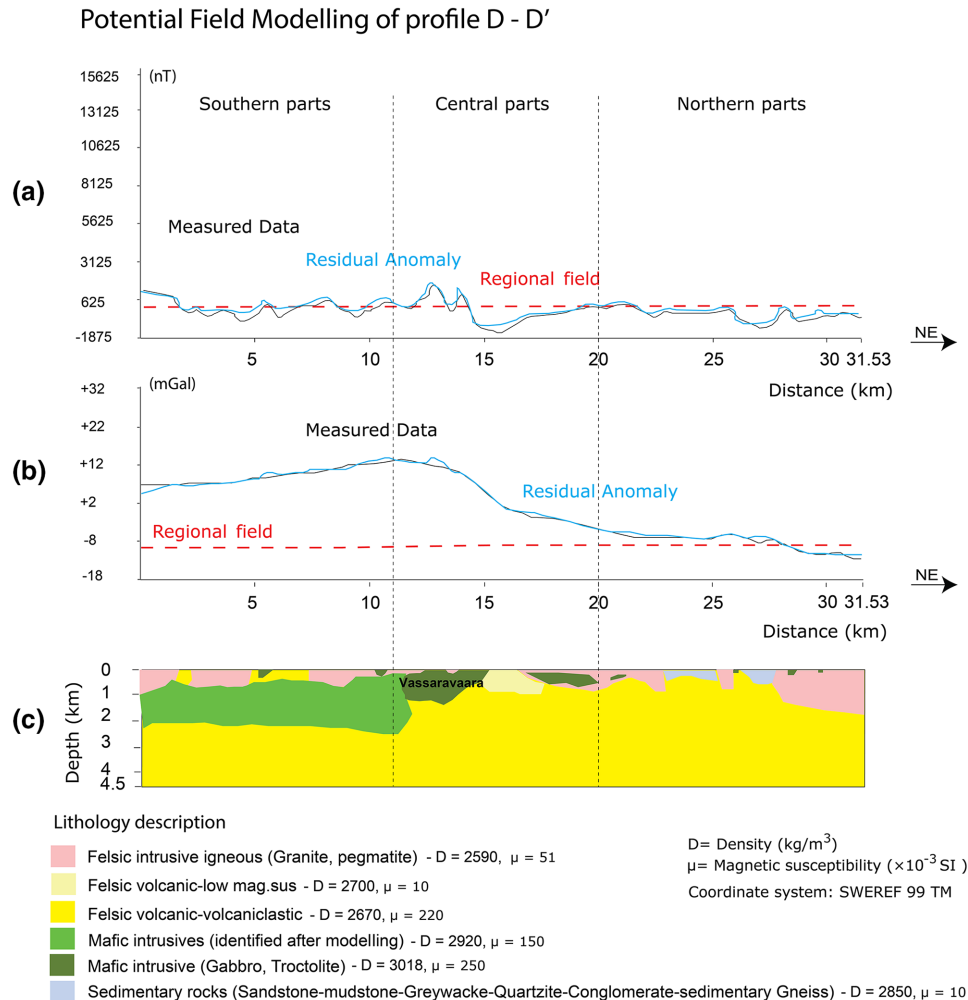 Potential Field Modelling of profile D - D’
(a)
15625
(nT)
13125
10625
8125
5625
3125
625
-1875
Southern parts
Central parts
Northern parts
Measured Data
Residual Anomaly
Regional field
5
10
15
20
25
30 31.53
NE
Distance (km)
(b)
+32
(mGal)
+22
+12
+2
-8
-18
Measured Data
Residual Anomaly
Regional field
5
10
15
20
25
30 31.53
NE
Distance (km)
(c)
Depth (km)
0
1
2
3
4
4.5
Vassaravaara
Lithology description
Felsic intrusive igneous (Granite, pegmatite) - D = 2590, μ = 51
Felsic volcanic-low mag.sus - D = 2700, μ = 10
Felsic volcanic-volcaniclastic - D = 2670, μ = 220
Mafic intrusives (identified after modelling) - D = 2920, μ = 150
Mafic intrusive (Gabbro, Troctolite) - D = 3018, μ = 250
Sedimentary rocks (Sandstone-mudstone-Greywacke-Quartzite-Conglomerate-sedimentary Gneiss) - D = 2850, μ = 10
D= Density (kg/m³)
μ= Magnetic susceptibility (×10⁻³ SI )
Coordinate system: SWEREF 99 TM